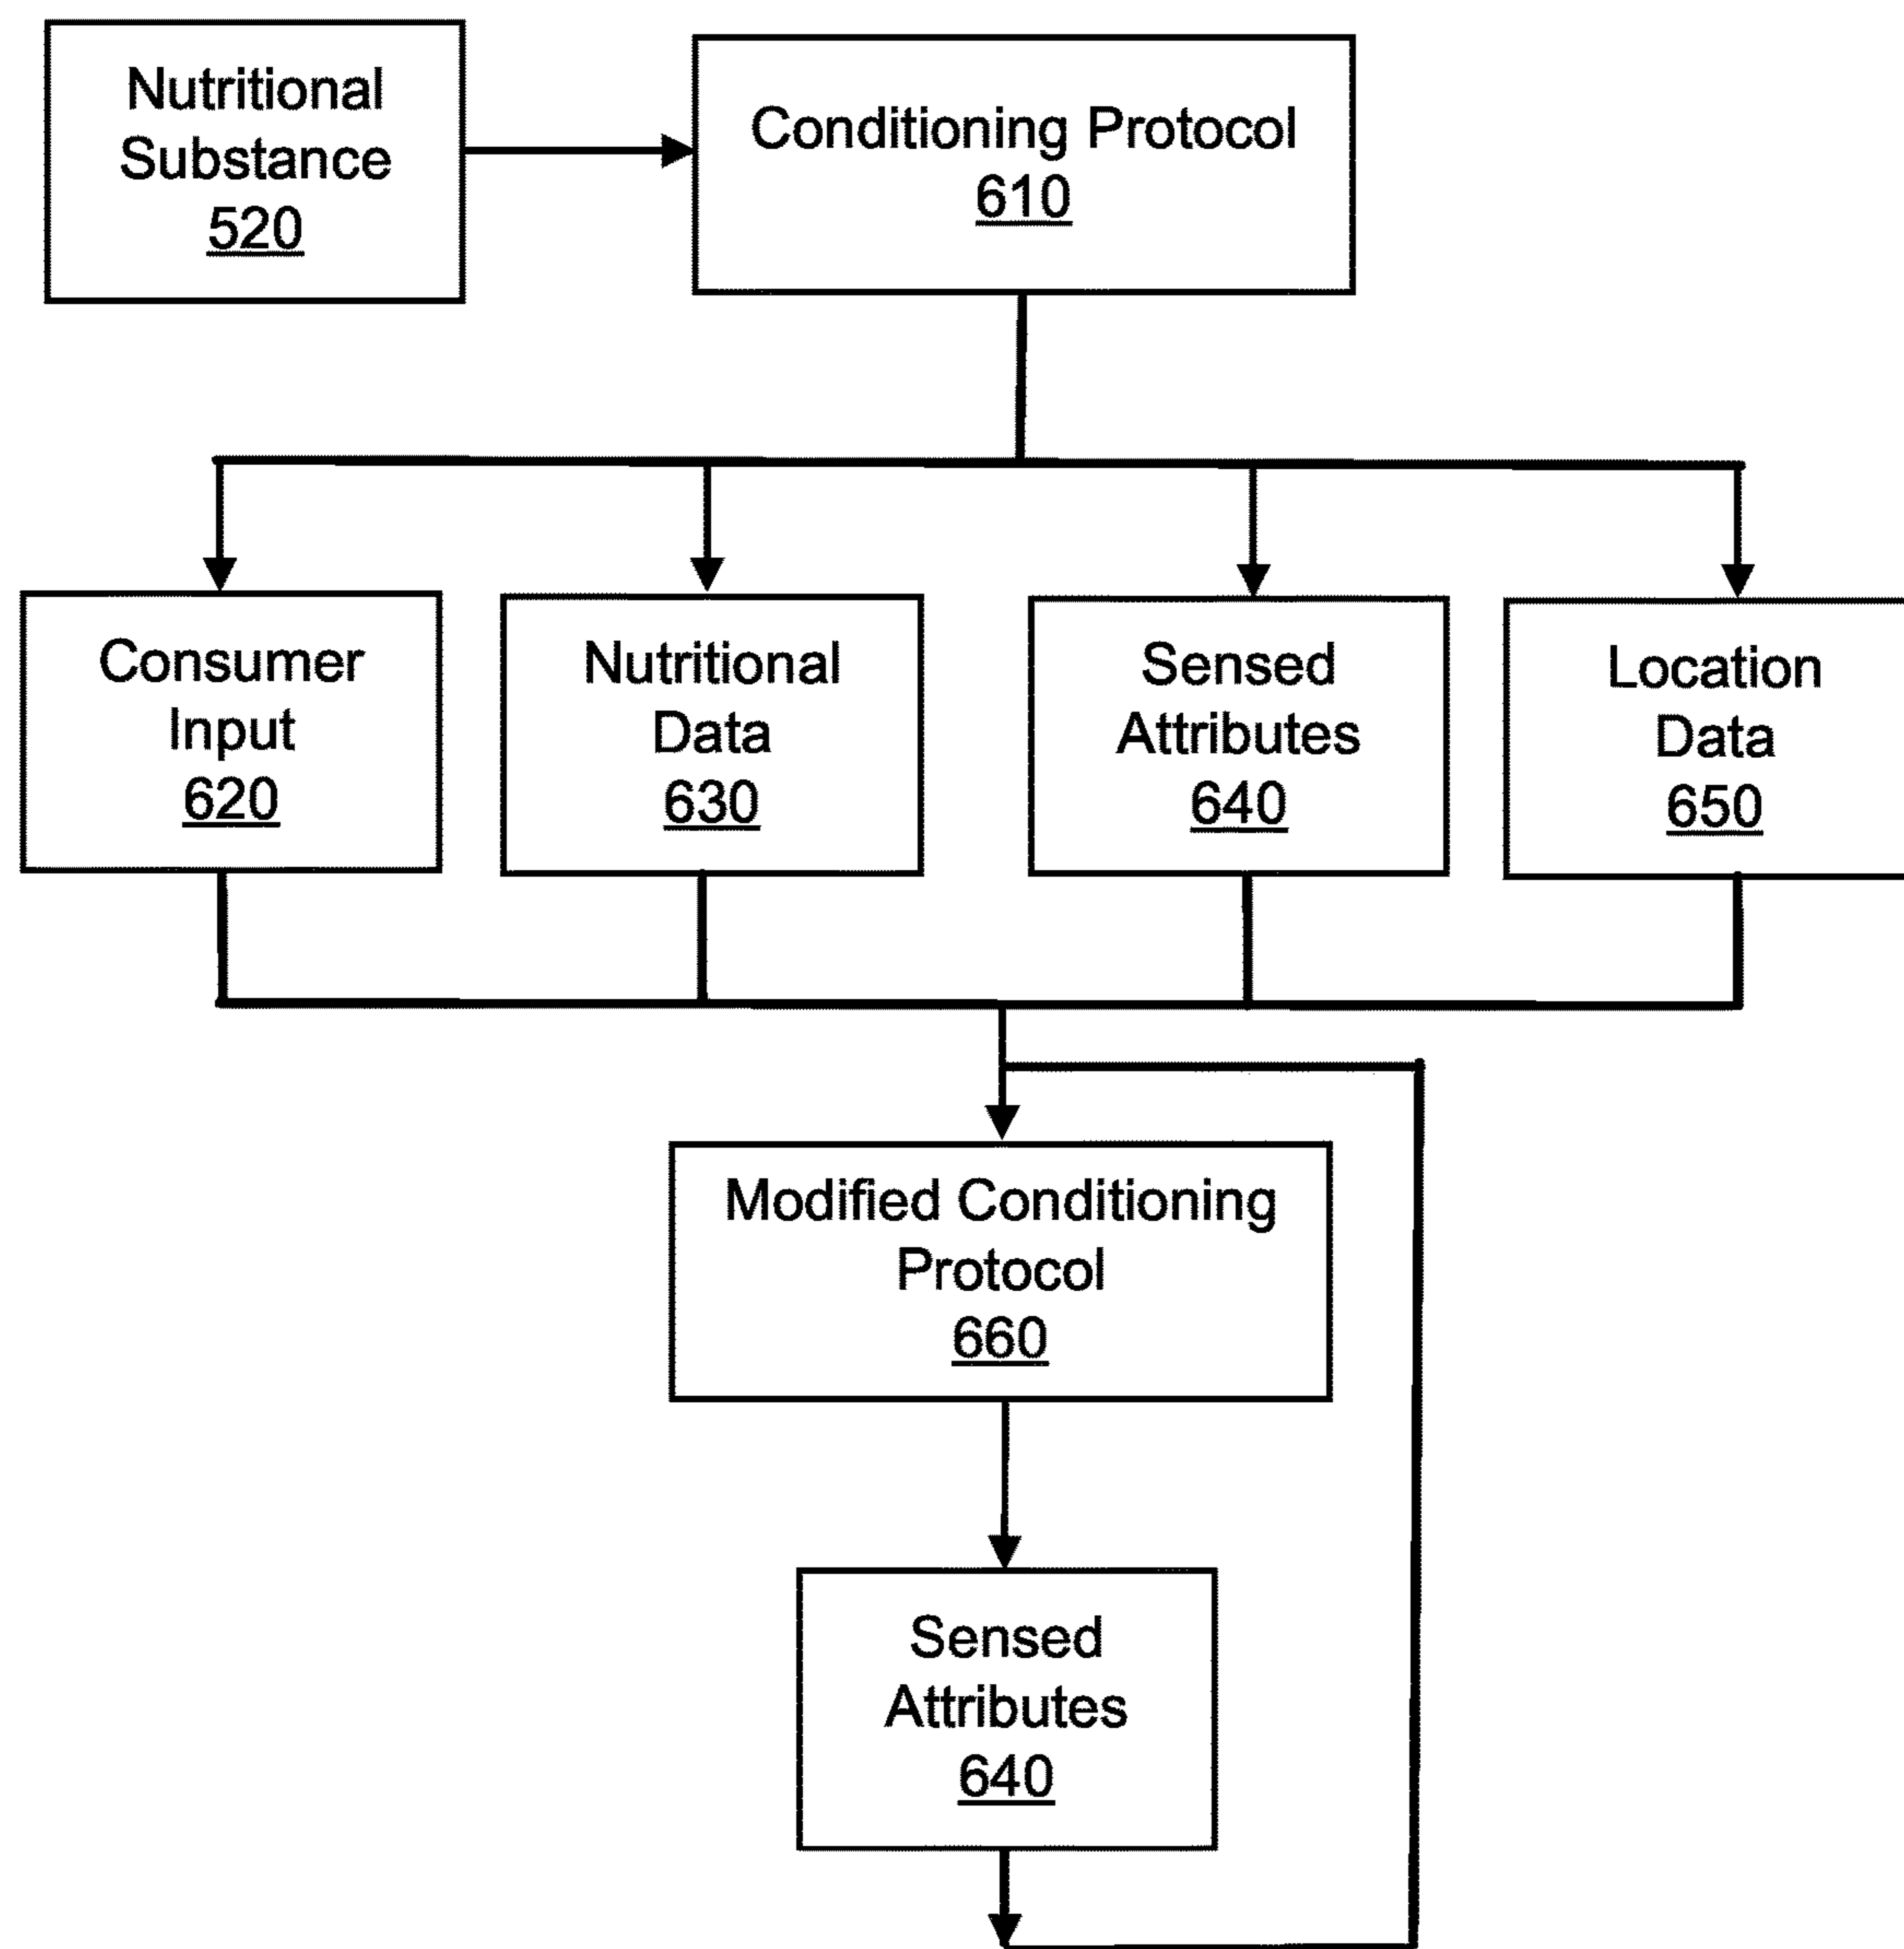 Nutritional
Substance
520
Conditioning Protocol
610
Consumer
Input
620
Nutritional
Data
630
Sensed
Attributes
640
Location
Data
650
Modified Conditioning
Protocol
660
Sensed
Attributes
640